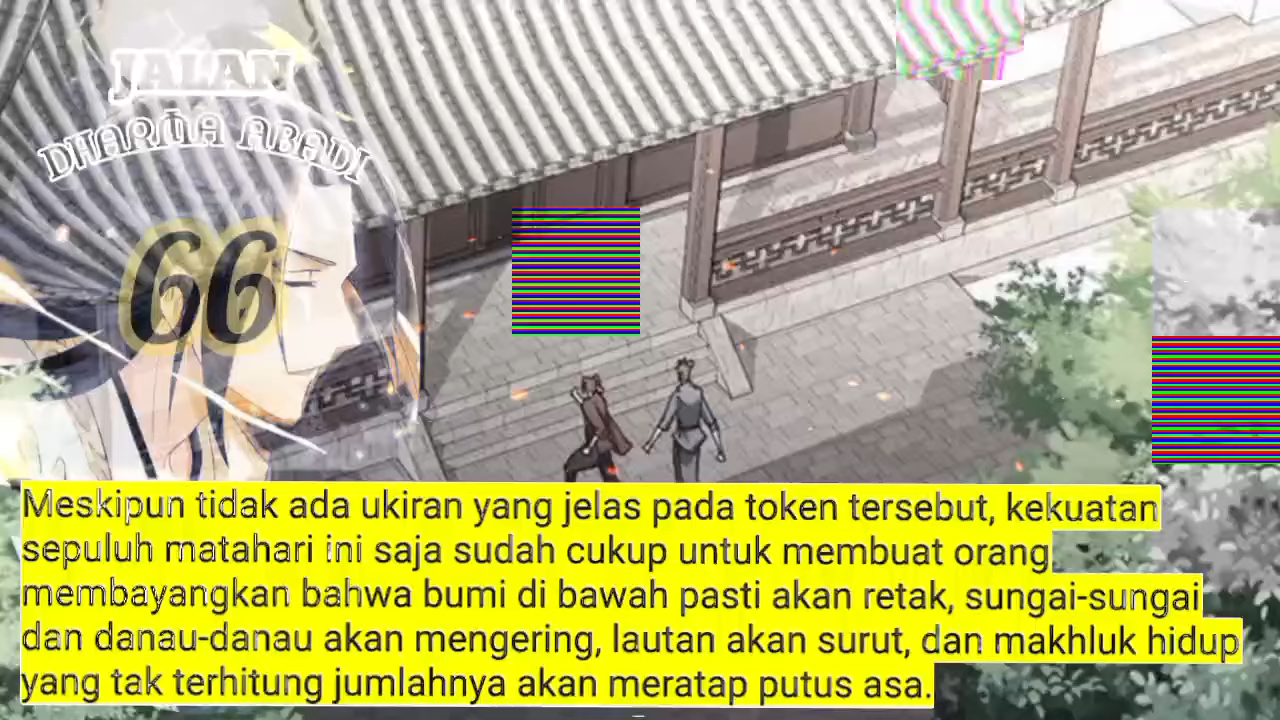 JALAN
DHARMA ABADI
66
Meskipun tidak ada ukiran yang jelas pada token tersebut, kekuatan
sepuluh matahari ini saja sudah cukup untuk membuat orang
membayangkan bahwa bumi di bawah pasti akan retak, sungai-sungai
dan danau-danau akan mengering, lautan akan surut, dan makhluk hidup
yang tak terhitung jumlahnya akan meratap putus asa.